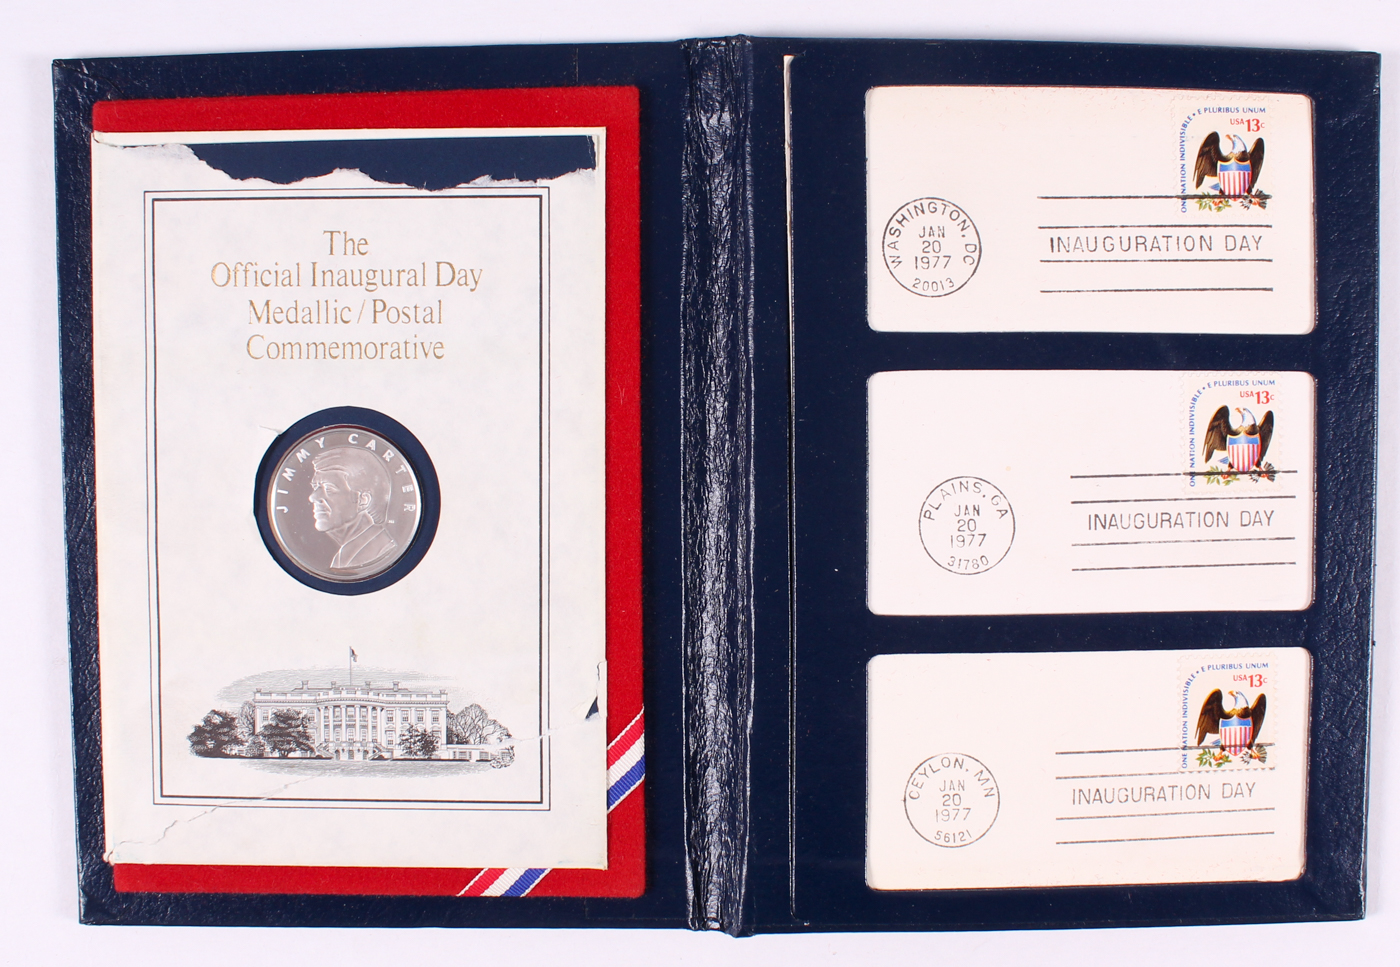 The
Official Inaugural Day
Medallic/Postal
Commemorative
JIMMY CARTER
ONE NATION INDIVISIBLE • E PLURIBUS UNUM
USA 13c
WASHINGTON, DC
JAN
20
1977
20013
INAUGURATION DAY
ONE NATION INDIVISIBLE • E PLURIBUS UNUM
USA 13c
PLAINS, GA
JAN
20
1977
31780
INAUGURATION DAY
ONE NATION INDIVISIBLE • E PLURIBUS UNUM
USA 13c
CEYLON, MN
JAN
20
1977
56121
INAUGURATION DAY